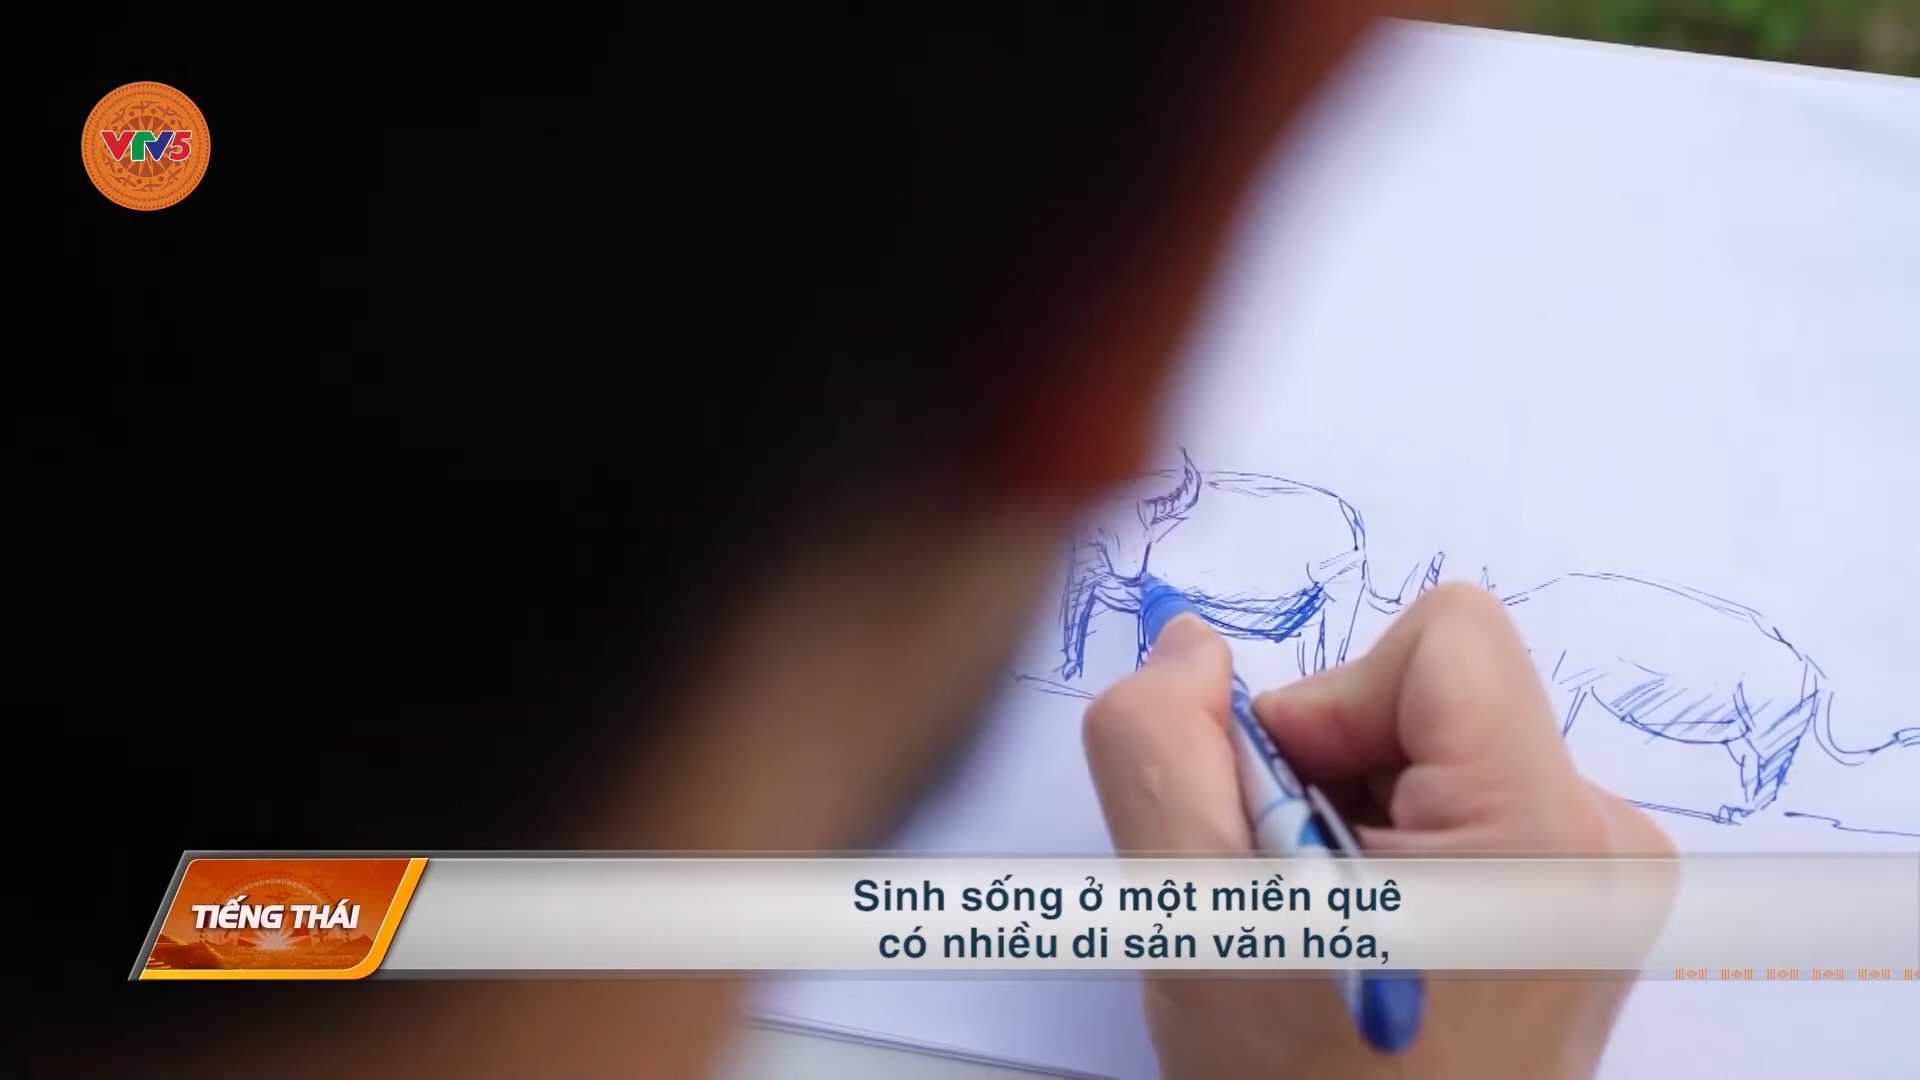 VTV5
TIẾNG THÁI
Sinh sống ở một miền quê
có nhiều di sản văn hóa,